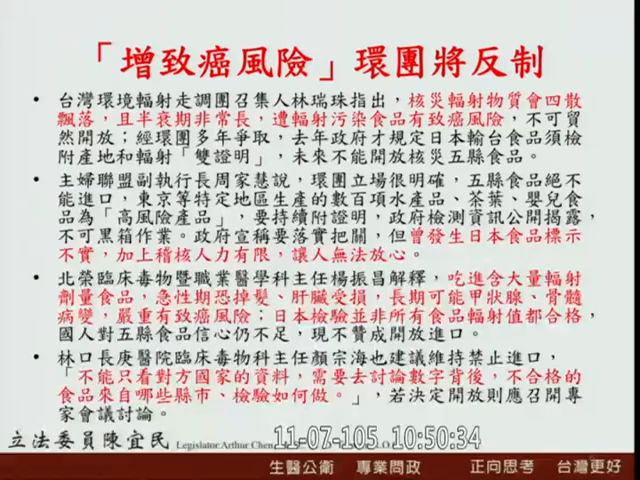 「增致癌風險」環團將反制
• 台灣環境輻射走調團召集人林瑞珠指出，核災輻射物質會四散
飄落，且半衰期非常長，遭輻射污染食品有致癌風險，不可貿
然開放；經環團多年爭取，去年政府才規定日本輸台食品須檢
附產地和輻射「雙證明」，未來不能開放核災五縣食品。
• 主婦聯盟副執行長周家慧說，環團立場很明確，五縣食品絕不
能進口，東京等特定地區生產的數百項水產品、茶葉、嬰兒食
品為「高風險產品」，要持續附證明，政府檢測資訊公開揭露，
不可黑箱作業。政府宣稱要落實把關，但曾發生日本食品標示
不實，加上稽核人力有限，讓人無法放心。
• 北榮臨床毒物暨職業醫學科主任楊振昌解釋，吃進含大量輻射
劑量食品，急性期恐掉髮、肝臟受損，長期可能甲狀腺、骨髓
病變，嚴重有致癌風險；日本檢驗並非所有食品輻射值都合格，
國人對五縣食品信心仍不足，現不贊成開放進口。
• 林口長庚醫院臨床毒物科主任顏宗海也建議維持禁止進口，
「不能只看對方國家的資料，需要去討論數字背後，不合格的
食品來自哪些縣市、檢驗如何做。」，若決定開放則應召開專
家會議討論。
立法委員陳宜民 Legislator Arthur Chen
11-07-105 10:50:34
生醫公衛 專業問政 正向思考 台灣更好